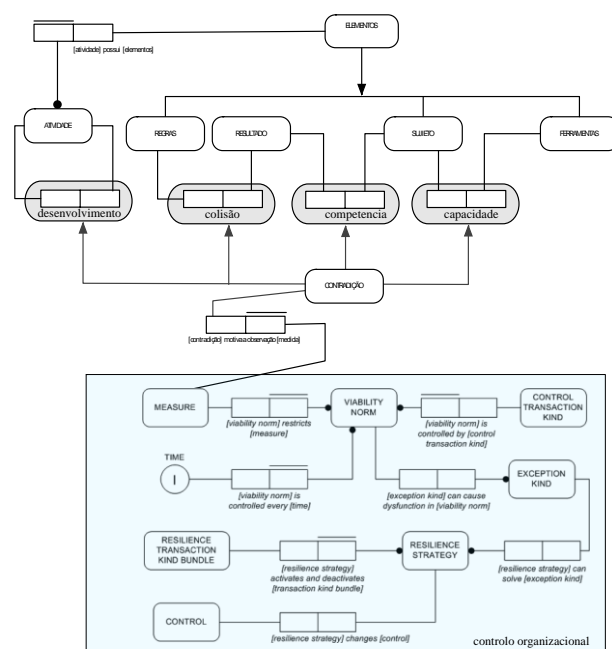 ELEMENTOS
[atividade] possui [elementos]
ATIVIDADE
REGRAS
RESULTADO
SUJEITO
FERRAMENTAS
desenvolvimento
colisão
competencia
capacidade
CONTRADIÇÃO
[contradição] motiva a observação [medida]
MEASURE
[viability norm] restricts
[measure]
VIABILITY
NORM
[viability norm] is
controlled by [control
transaction kind]
CONTROL
TRANSACTION
KIND
TIME
I
[viability norm] is
controlled every [time]
[exception kind] can cause
dysfunction in [viability norm]
EXCEPTION
KIND
RESILIENCE
TRANSACTION
KIND BUNDLE
[resilience strategy]
activates and deactivates
[transaction kind bundle]
RESILIENCE
STRATEGY
[resilience strategy] can
solve [exception kind]
CONTROL
[resilience strategy] changes [control]
controlo organizacional